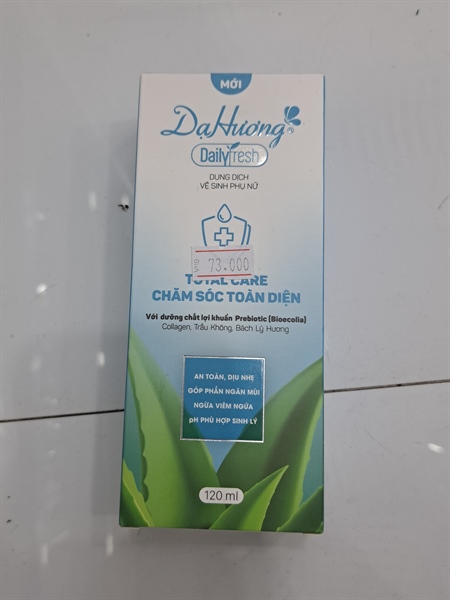 MỚI
DạHương
Dailyfresh
DUNG DỊCH
VỆ SINH PHỤ NỮ
73.000
TOTAL CARE
CHĂM SÓC TOÀN DIỆN
Với dưỡng chất lợi khuẩn Prebiotic (Bioecolia)
Collagen, Trầu Không, Bách Lý Hương
AN TOÀN, DỊU NHẸ
GÓP PHẦN NGĂN MÙI
NGỪA VIÊM NGỨA
pH PHÙ HỢP SINH LÝ
120 ml